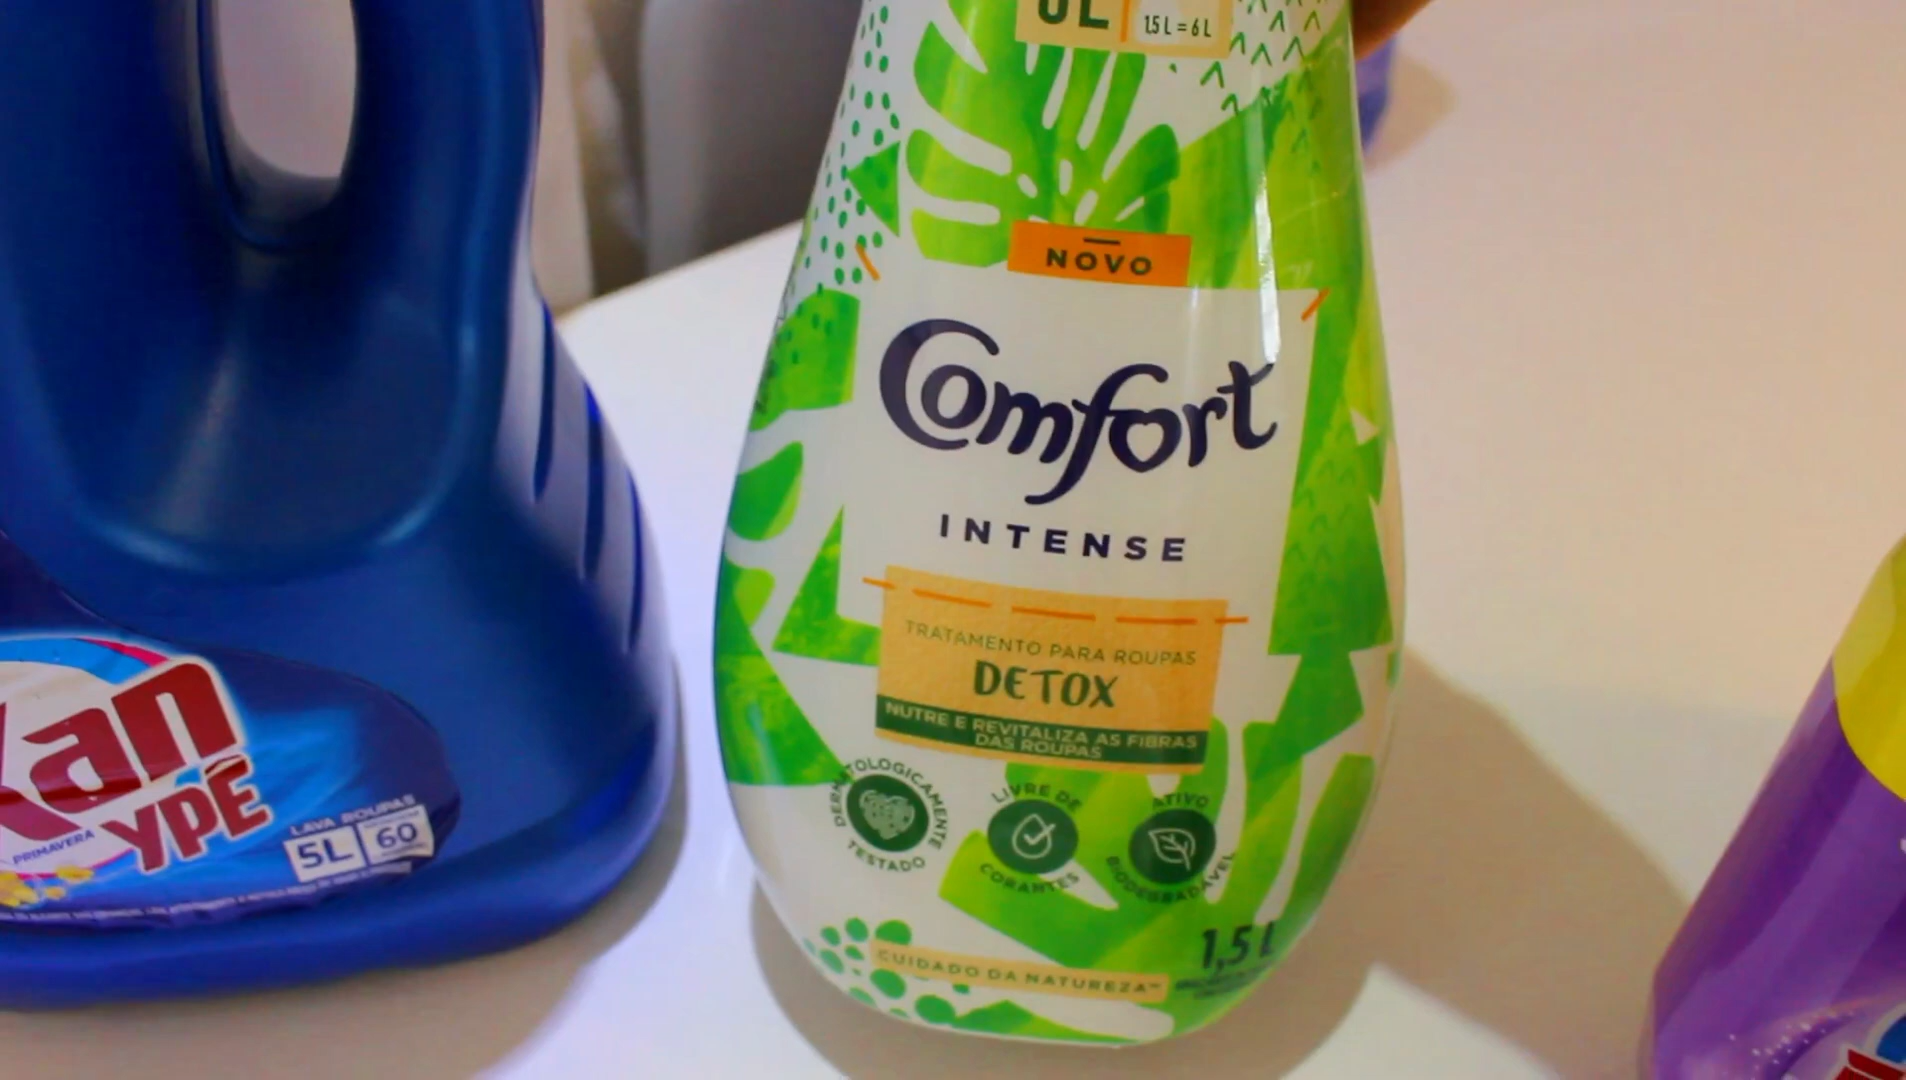 1,5 L = 6 L
NOVO
Comfort
INTENSE
TRATAMENTO PARA ROUPAS
DETOX
NUTRE E REVITALIZA AS FIBRAS
DAS ROUPAS
DERMATOLOGICAMENTE TESTADO
LIVRE DE CORANTES
ATIVO BIODEGRADÁVEL
1,5 L
CUIDADO DA NATUREZA
YPÊ
PRIMAVERA
LAVA ROUPAS
5L
60